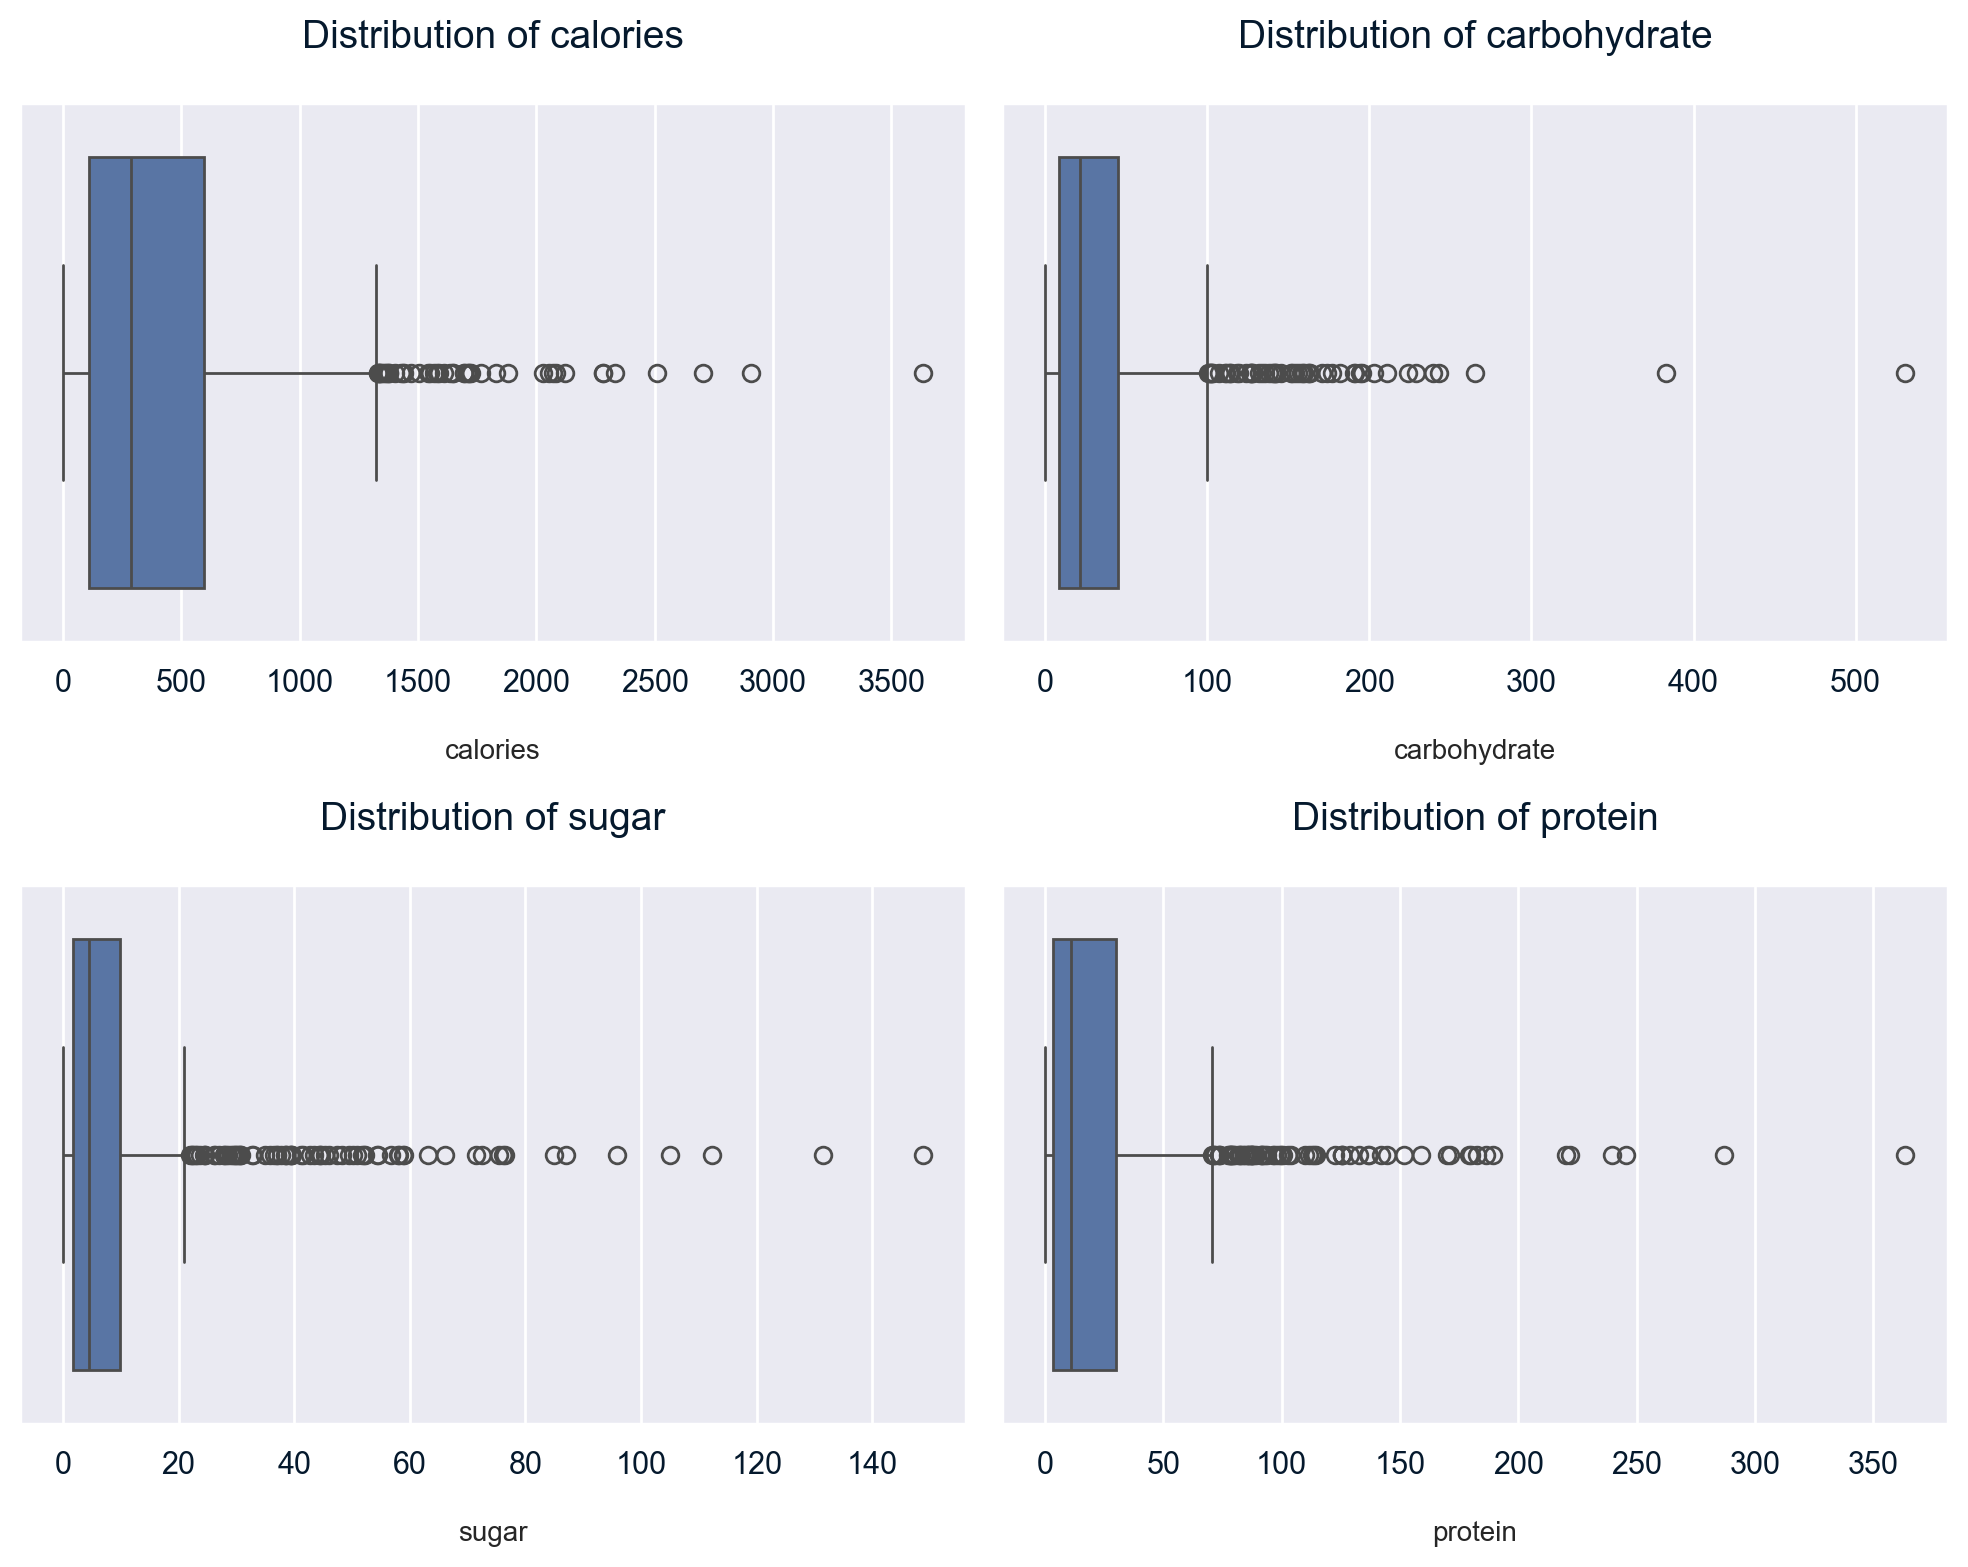 Distribution of calories
0 500 1000 1500 2000 2500 3000 3500
calories
Distribution of carbohydrate
0 100 200 300 400 500
carbohydrate
Distribution of sugar
0 20 40 60 80 100 120 140
sugar
Distribution of protein
0 50 100 150 200 250 300 350
protein